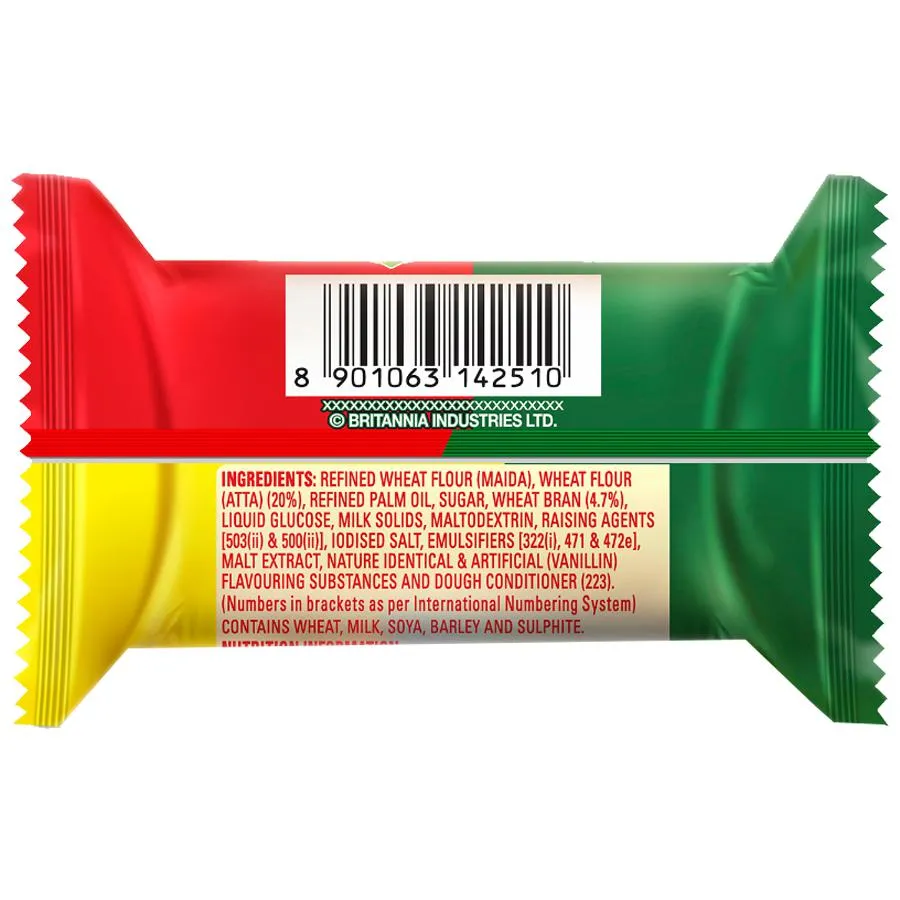 8 901063 142510
XXXXXXXXXXXXXXXXXXXXXXXXXX
© BRITANNIA INDUSTRIES LTD.
INGREDIENTS: REFINED WHEAT FLOUR (MAIDA), WHEAT FLOUR
(ATTA) (20%), REFINED PALM OIL, SUGAR, WHEAT BRAN (4.7%),
LIQUID GLUCOSE, MILK SOLIDS, MALTODEXTRIN, RAISING AGENTS
[503(ii) & 500(ii)], IODISED SALT, EMULSIFIERS [322(i), 471 & 472e],
MALT EXTRACT, NATURE IDENTICAL & ARTIFICIAL (VANILLIN)
FLAVOURING SUBSTANCES AND DOUGH CONDITIONER (223).
(Numbers in brackets as per International Numbering System)
CONTAINS WHEAT, MILK, SOYA, BARLEY AND SULPHITE.
NUTRITION INFORMATION